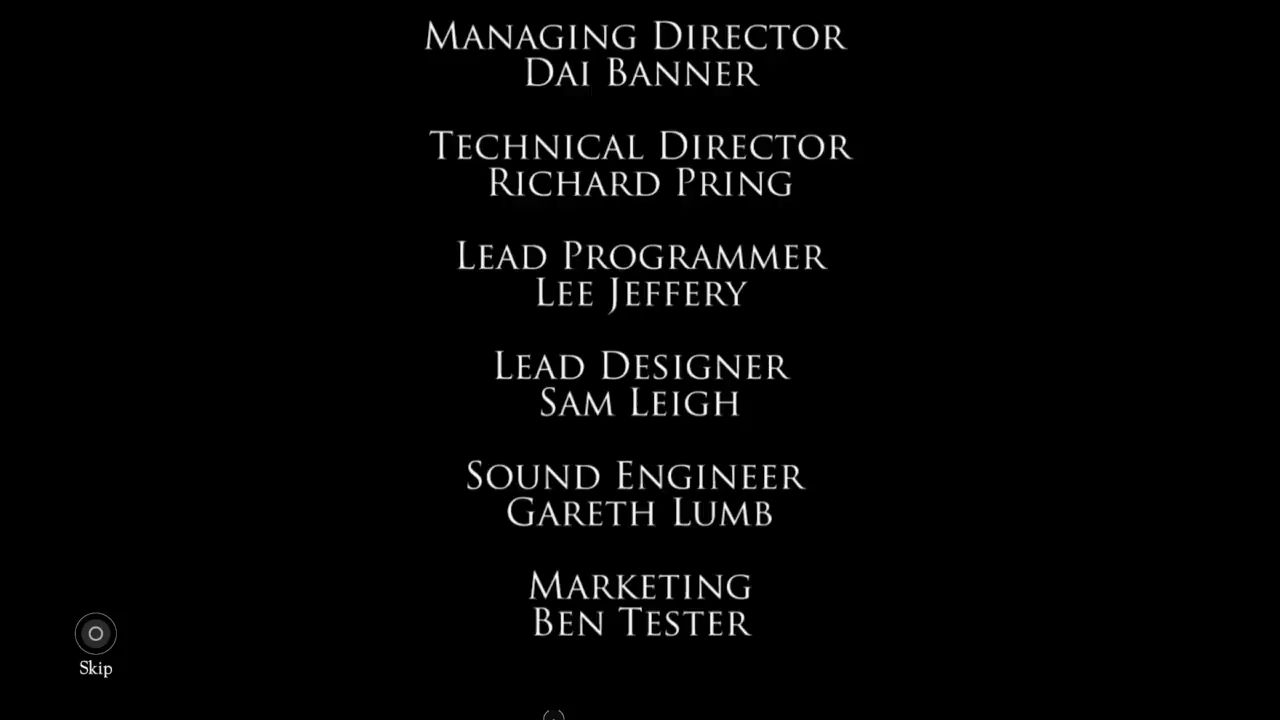 Managing Director
Dai Banner
Technical Director
Richard Pring
Lead Programmer
Lee Jeffery
Lead Designer
Sam Leigh
Sound Engineer
Gareth Lumb
Marketing
Ben Tester
Skip